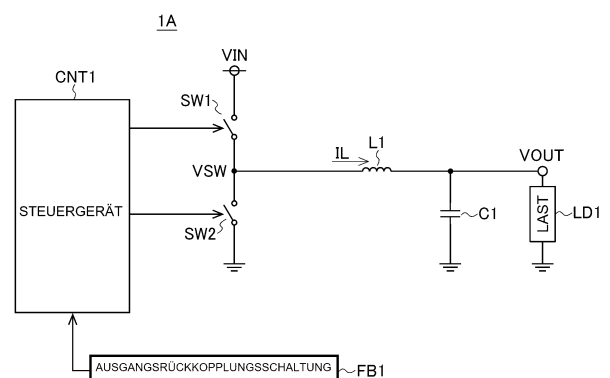 1A
VIN
CNT1
SW1
IL
L1
VOUT
VSW
STEUERGERÄT
LAST
LD1
C1
SW2
AUSGANGSRÜCKKOPPLUNGSSCHALTUNG
FB1